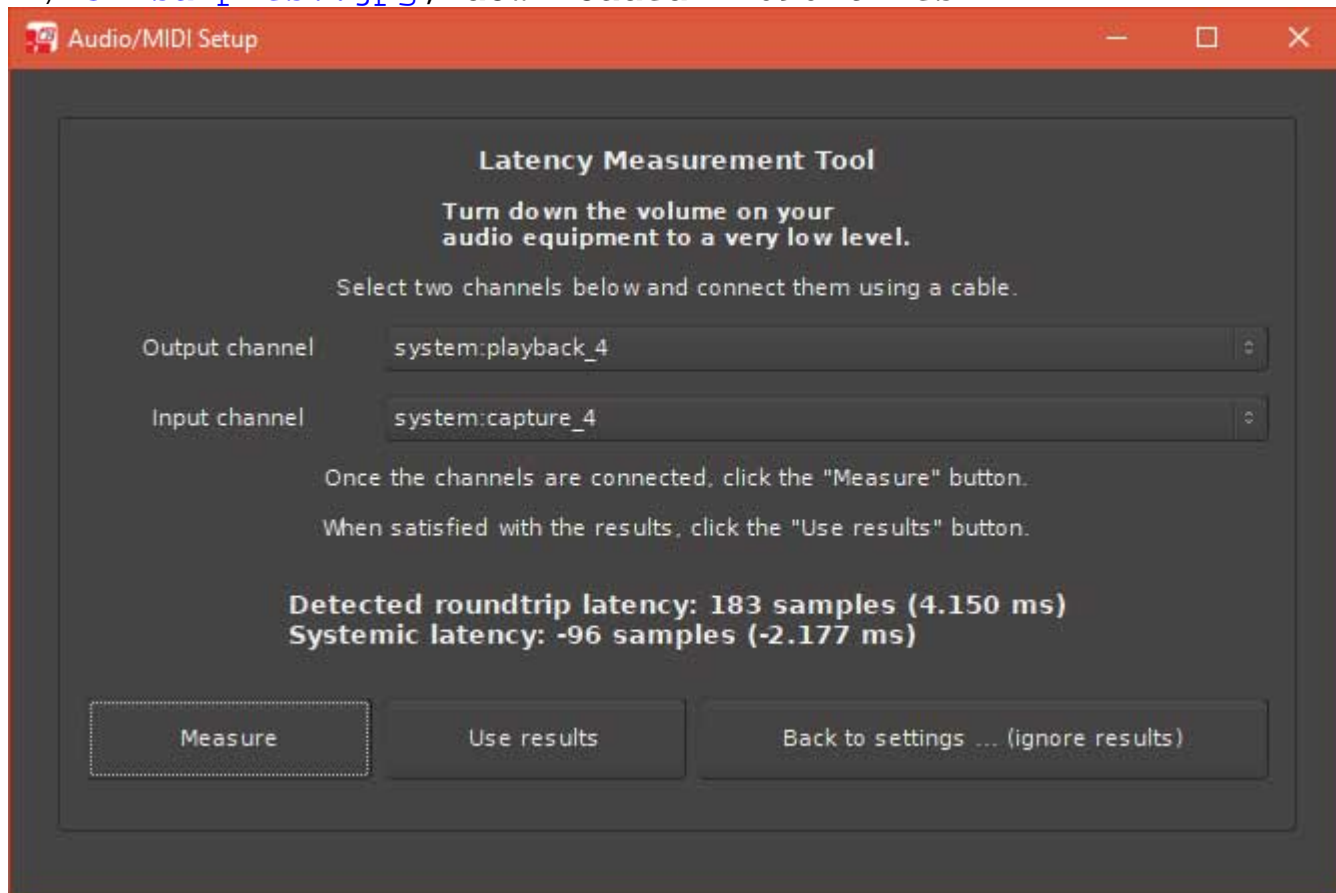 Audio/MIDI Setup
Latency Measurement Tool
Turn down the volume on your
audio equipment to a very low level.
Select two channels below and connect them using a cable.
Output channel system:playback_4
Input channel system:capture_4
Once the channels are connected, click the "Measure" button.
When satisfied with the results, click the "Use results" button.
Detected roundtrip latency: 183 samples (4.150 ms)
Systemic latency: -96 samples (-2.177 ms)
Measure Use results Back to settings ... (ignore results)